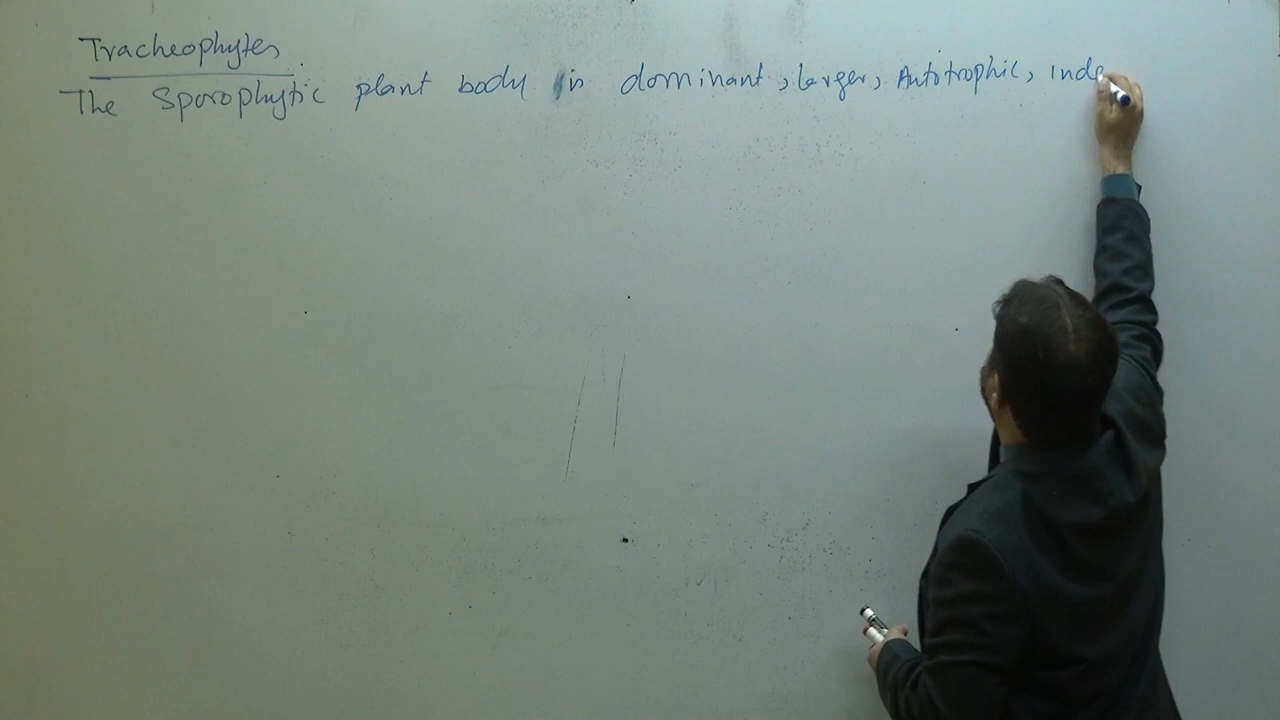 Tracheophytes
The Sporophytic plant body is dominant, larger, Autotrophic, Inde